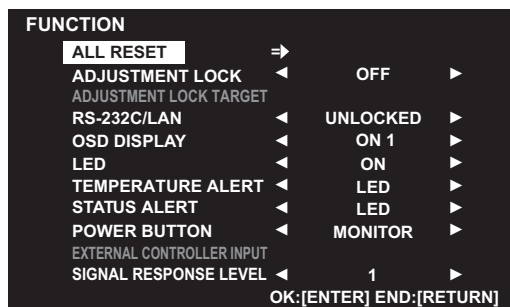 FUNCTION
ALL RESET
ADJUSTMENT LOCK OFF
ADJUSTMENT LOCK TARGET
RS-232C/LAN UNLOCKED
OSD DISPLAY ON 1
LED ON
TEMPERATURE ALERT LED
STATUS ALERT LED
POWER BUTTON MONITOR
EXTERNAL CONTROLLER INPUT
SIGNAL RESPONSE LEVEL 1
OK:[ENTER] END:[RETURN]